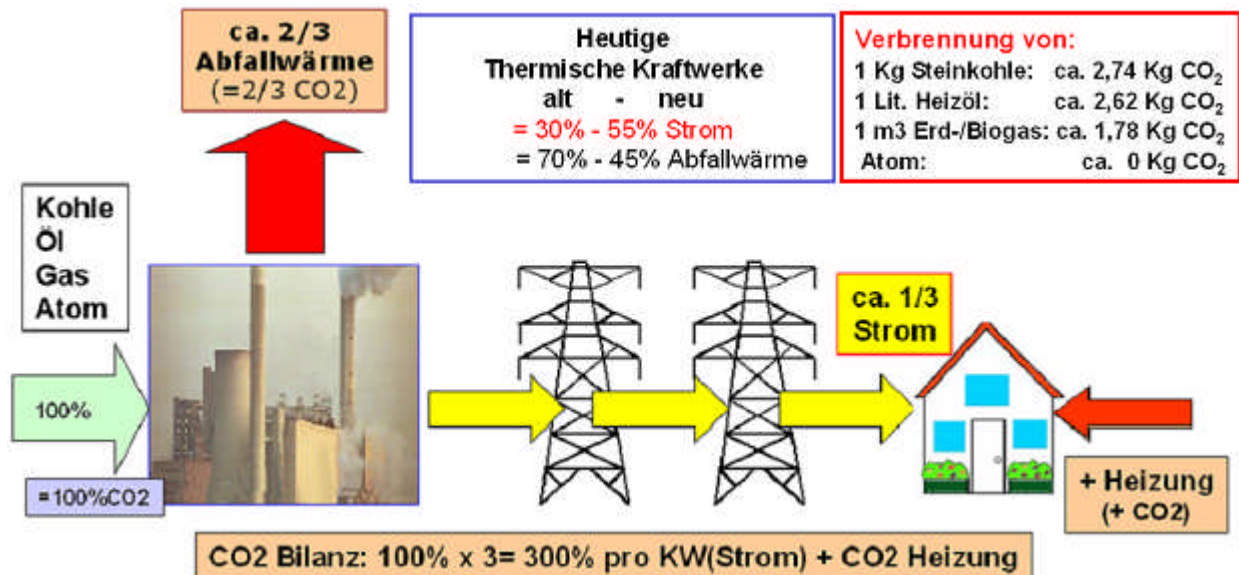 ca. 2/3
Abfallwärme
(=2/3 CO2)
Heutige
Thermische Kraftwerke
alt - neu
= 30% - 55% Strom
= 70% - 45% Abfallwärme
Verbrennung von:
1 Kg Steinkohle: ca. 2,74 Kg CO₂
1 Lit. Heizöl: ca. 2,62 Kg CO₂
1 m3 Erd-/Biogas: ca. 1,78 Kg CO₂
Atom: ca. 0 Kg CO₂
Kohle
Öl
Gas
Atom
100%
=100%CO2
ca. 1/3
Strom
+ Heizung
(+ CO2)
CO2 Bilanz: 100% x 3= 300% pro KW(Strom) + CO2 Heizung